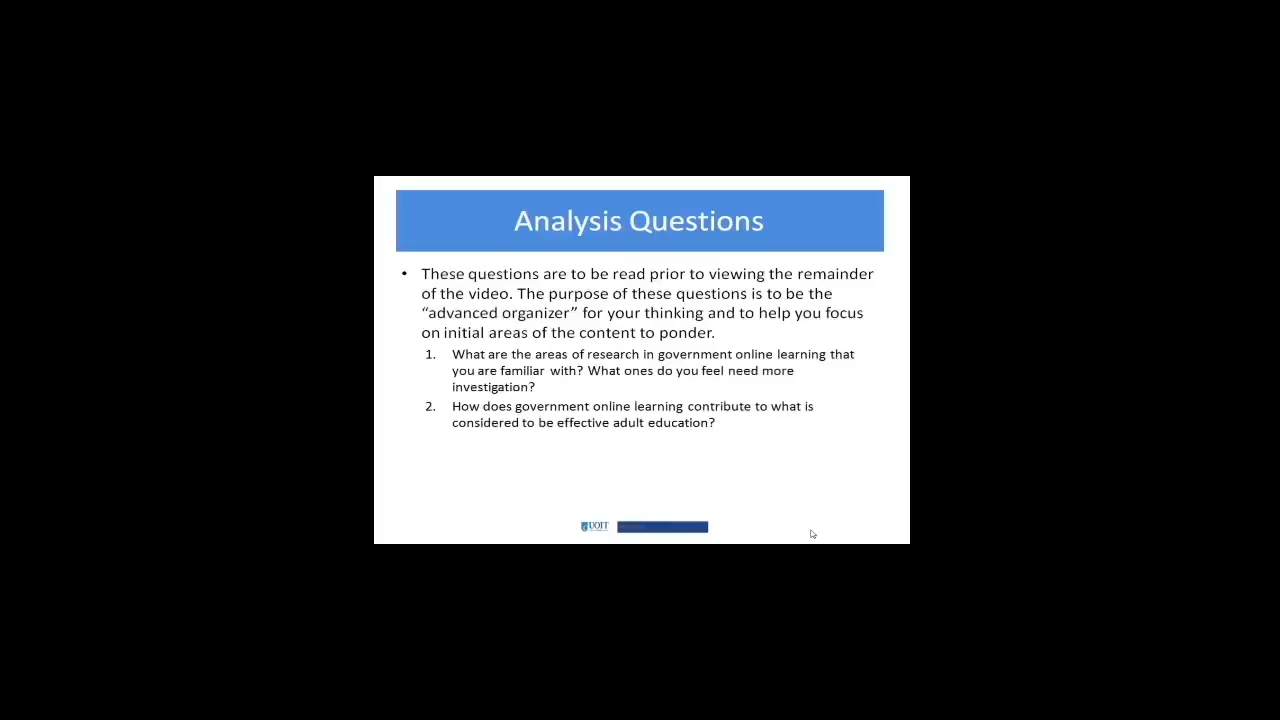 Analysis Questions
• These questions are to be read prior to viewing the remainder
of the video. The purpose of these questions is to be the
“advanced organizer” for your thinking and to help you focus
on initial areas of the content to ponder.
1. What are the areas of research in government online learning that
you are familiar with? What ones do you feel need more
investigation?
2. How does government online learning contribute to what is
considered to be effective adult education?
UOIT